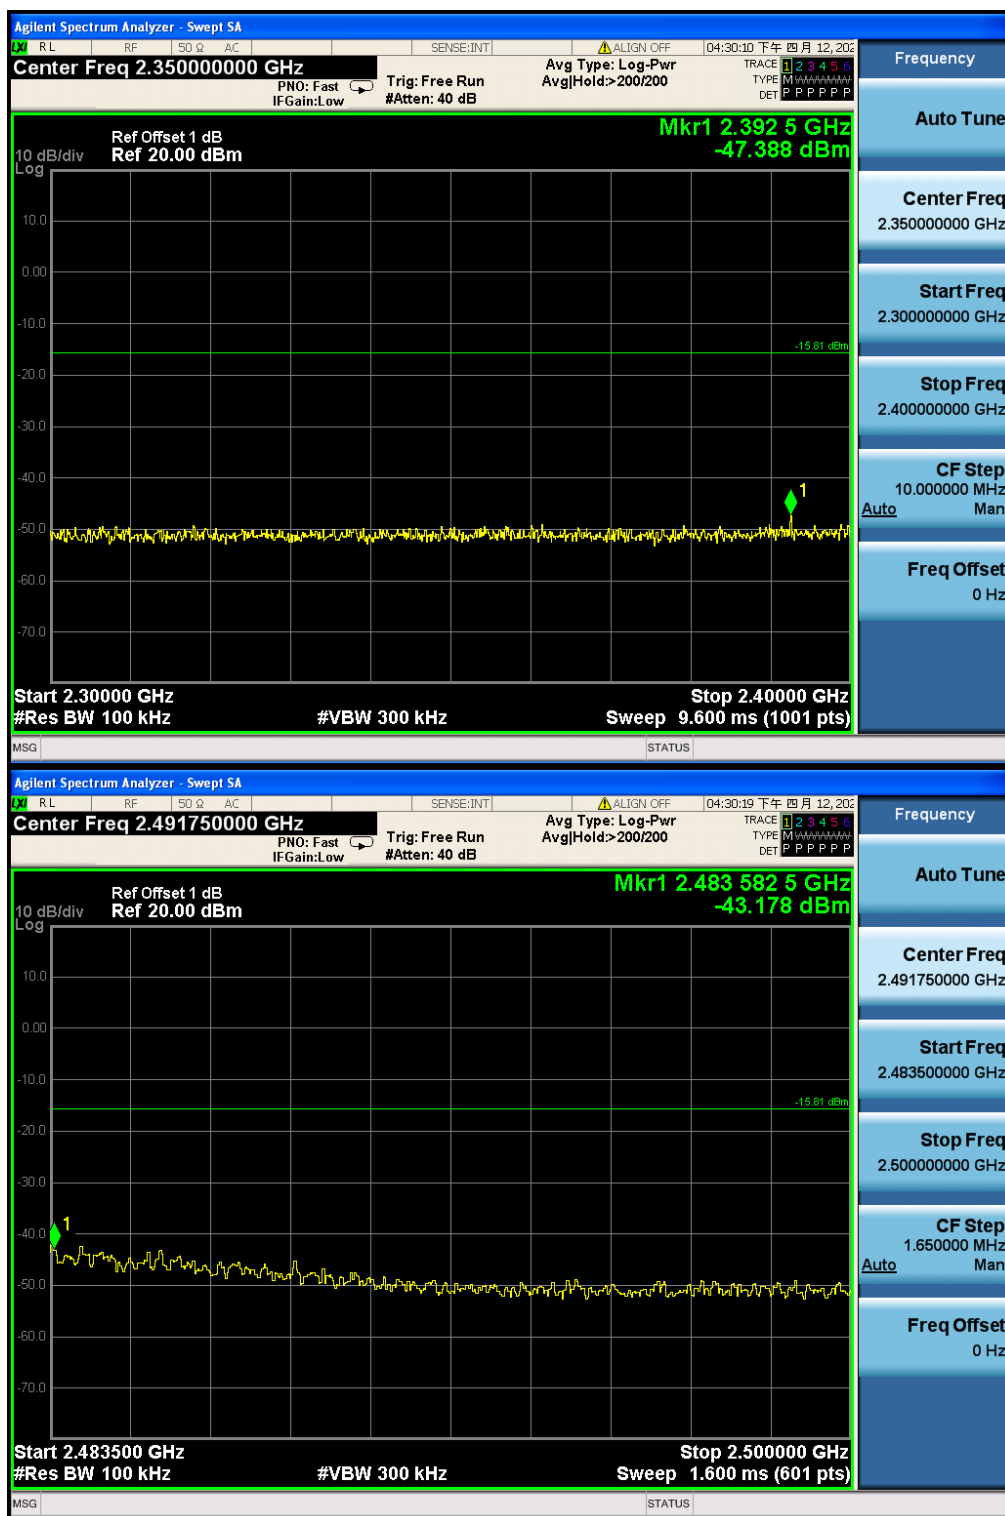 Agilent Spectrum Analyzer - Swept SA
LXI RL RF 50 Ω AC SENSE:INT ALIGN OFF 04:30:10 下午 四月 12, 202
Center Freq 2.350000000 GHz
PNO: Fast
IFGain:Low
Trig: Free Run
#Atten: 40 dB
Avg Type: Log-Pwr
Avg|Hold:>200/200
TRACE 1 2 3 4 5 6
TYPE M
DET P P P P P P
Ref Offset 1 dB
10 dB/div Ref 20.00 dBm
Log
Mkr1 2.392 5 GHz
-47.388 dBm
10.0
0.00
-10.0
-15.81 dBm
-20.0
-30.0
-40.0
1
-50.0
-60.0
-70.0
Start 2.30000 GHz Stop 2.40000 GHz
#Res BW 100 kHz #VBW 300 kHz Sweep 9.600 ms (1001 pts)
MSG STATUS
Frequency
Auto Tune
Center Freq
2.350000000 GHz
Start Freq
2.300000000 GHz
Stop Freq
2.400000000 GHz
CF Step
10.000000 MHz
Auto Man
Freq Offset
0 Hz
Agilent Spectrum Analyzer - Swept SA
LXI RL RF 50 Ω AC SENSE:INT ALIGN OFF 04:30:19 下午 四月 12, 202
Center Freq 2.491750000 GHz
PNO: Fast
IFGain:Low
Trig: Free Run
#Atten: 40 dB
Avg Type: Log-Pwr
Avg|Hold:>200/200
TRACE 1 2 3 4 5 6
TYPE M
DET P P P P P P
Ref Offset 1 dB
10 dB/div Ref 20.00 dBm
Log
Mkr1 2.483 582 5 GHz
-43.178 dBm
10.0
0.00
-10.0
-15.81 dBm
-20.0
-30.0
-40.0
1
-50.0
-60.0
-70.0
Start 2.483500 GHz Stop 2.500000 GHz
#Res BW 100 kHz #VBW 300 kHz Sweep 1.600 ms (601 pts)
MSG STATUS
Frequency
Auto Tune
Center Freq
2.491750000 GHz
Start Freq
2.483500000 GHz
Stop Freq
2.500000000 GHz
CF Step
1.650000 MHz
Auto Man
Freq Offset
0 Hz